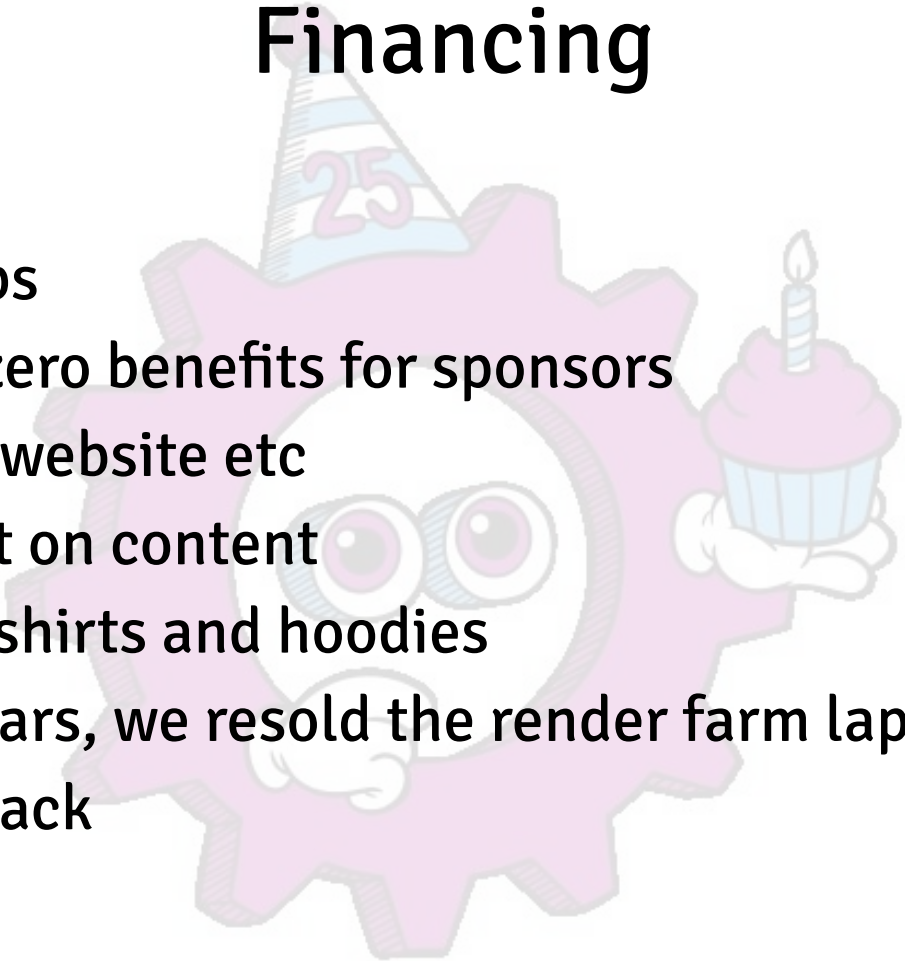 Financing
25
ps
zero benefits for sponsors
website etc
t on content
shirts and hoodies
ars, we resold the render farm lap
ack